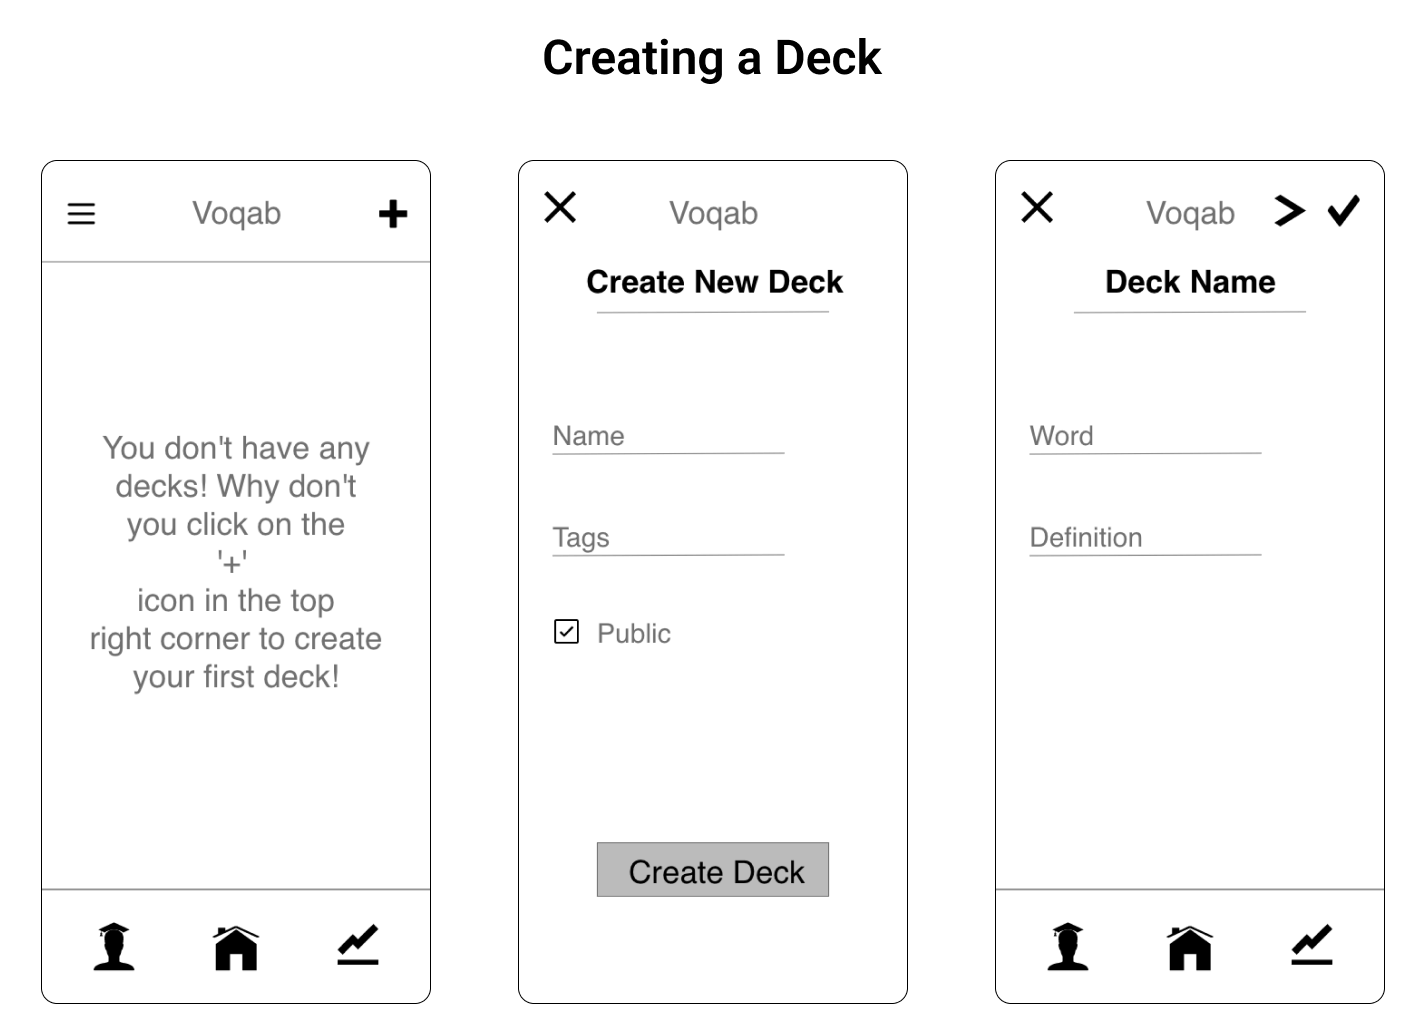 Creating a Deck
Voqab
You don't have any
decks! Why don't
you click on the
'+'
icon in the top
right corner to create
your first deck!
Voqab
Create New Deck
Name
Tags
Public
Create Deck
Voqab
Deck Name
Word
Definition